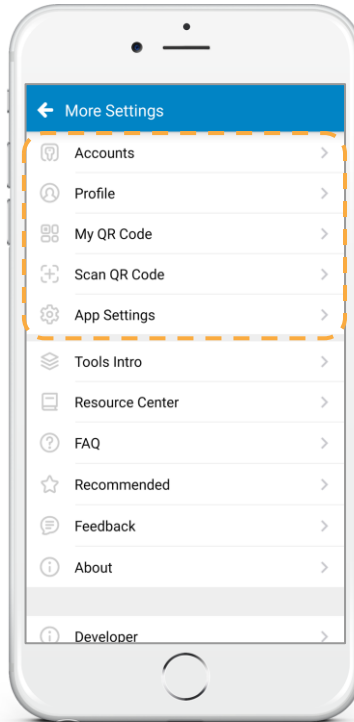 More Settings
Accounts
Profile
My QR Code
Scan QR Code
App Settings
Tools Intro
Resource Center
FAQ
Recommended
Feedback
About
Developer